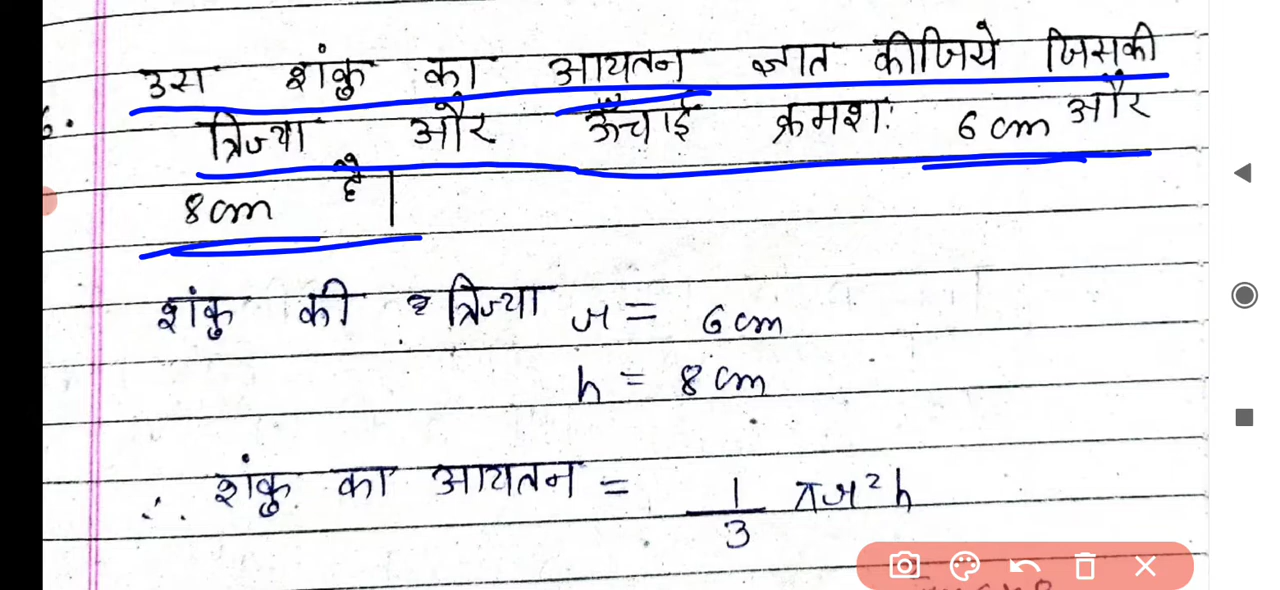 उस शंकु का आयतन ज्ञात कीजिये जिसकी
6. त्रिज्या और ऊँचाई क्रमशः 6 cm और
8 cm है।
शंकु की त्रिज्या r = 6 cm
h = 8 cm
∴ शंकु का आयतन = 1/3 πr²h